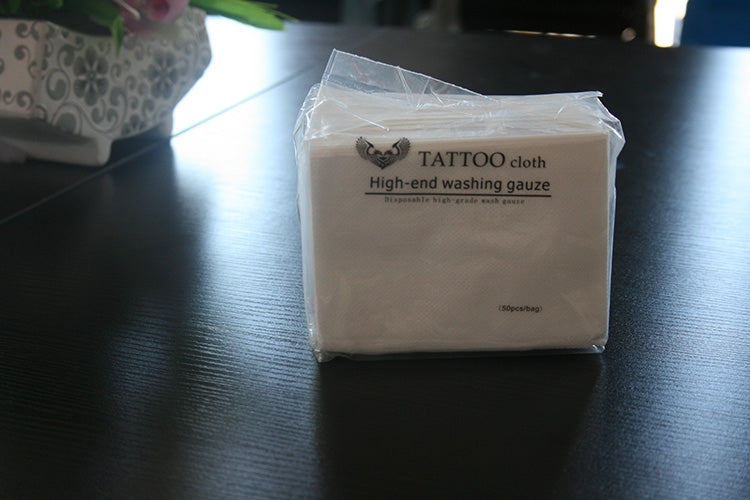 TATTOO cloth
High-end washing gauze
Disposable high-grade wash gauze
(50pcs/bag)